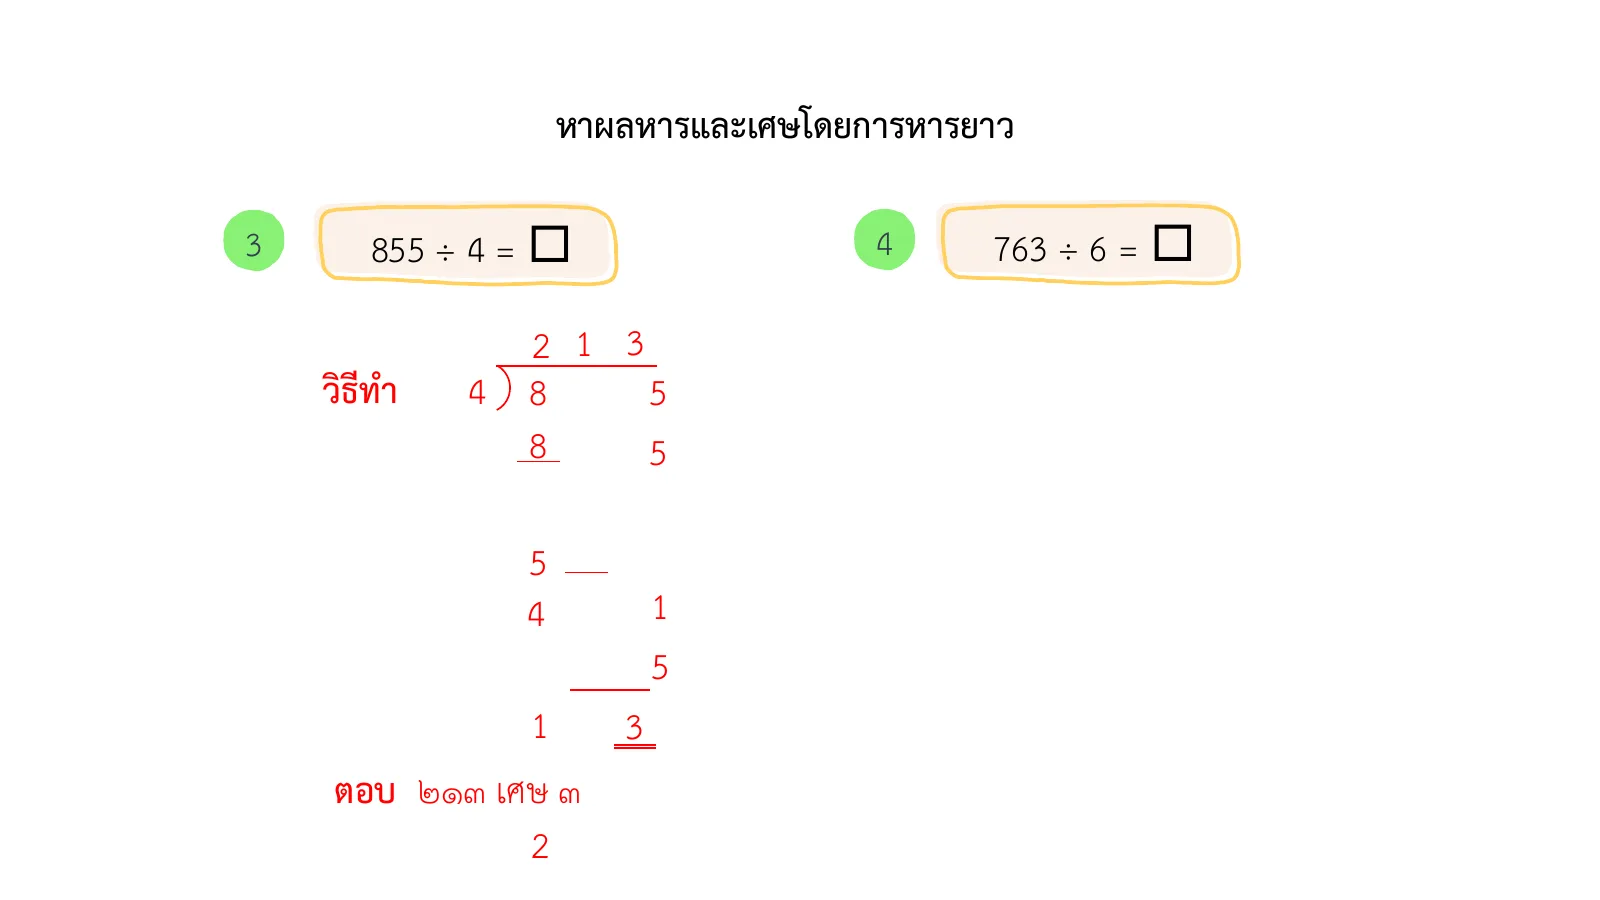 หาผลหารและเศษโดยการหารยาว
3 855 ÷ 4 = □
4 763 ÷ 6 = □
2 1 3
วิธีทำ 4 ) 8 5
8 5
5
4 1
5
1 3
ตอบ ๒๑๓ เศษ ๓
2